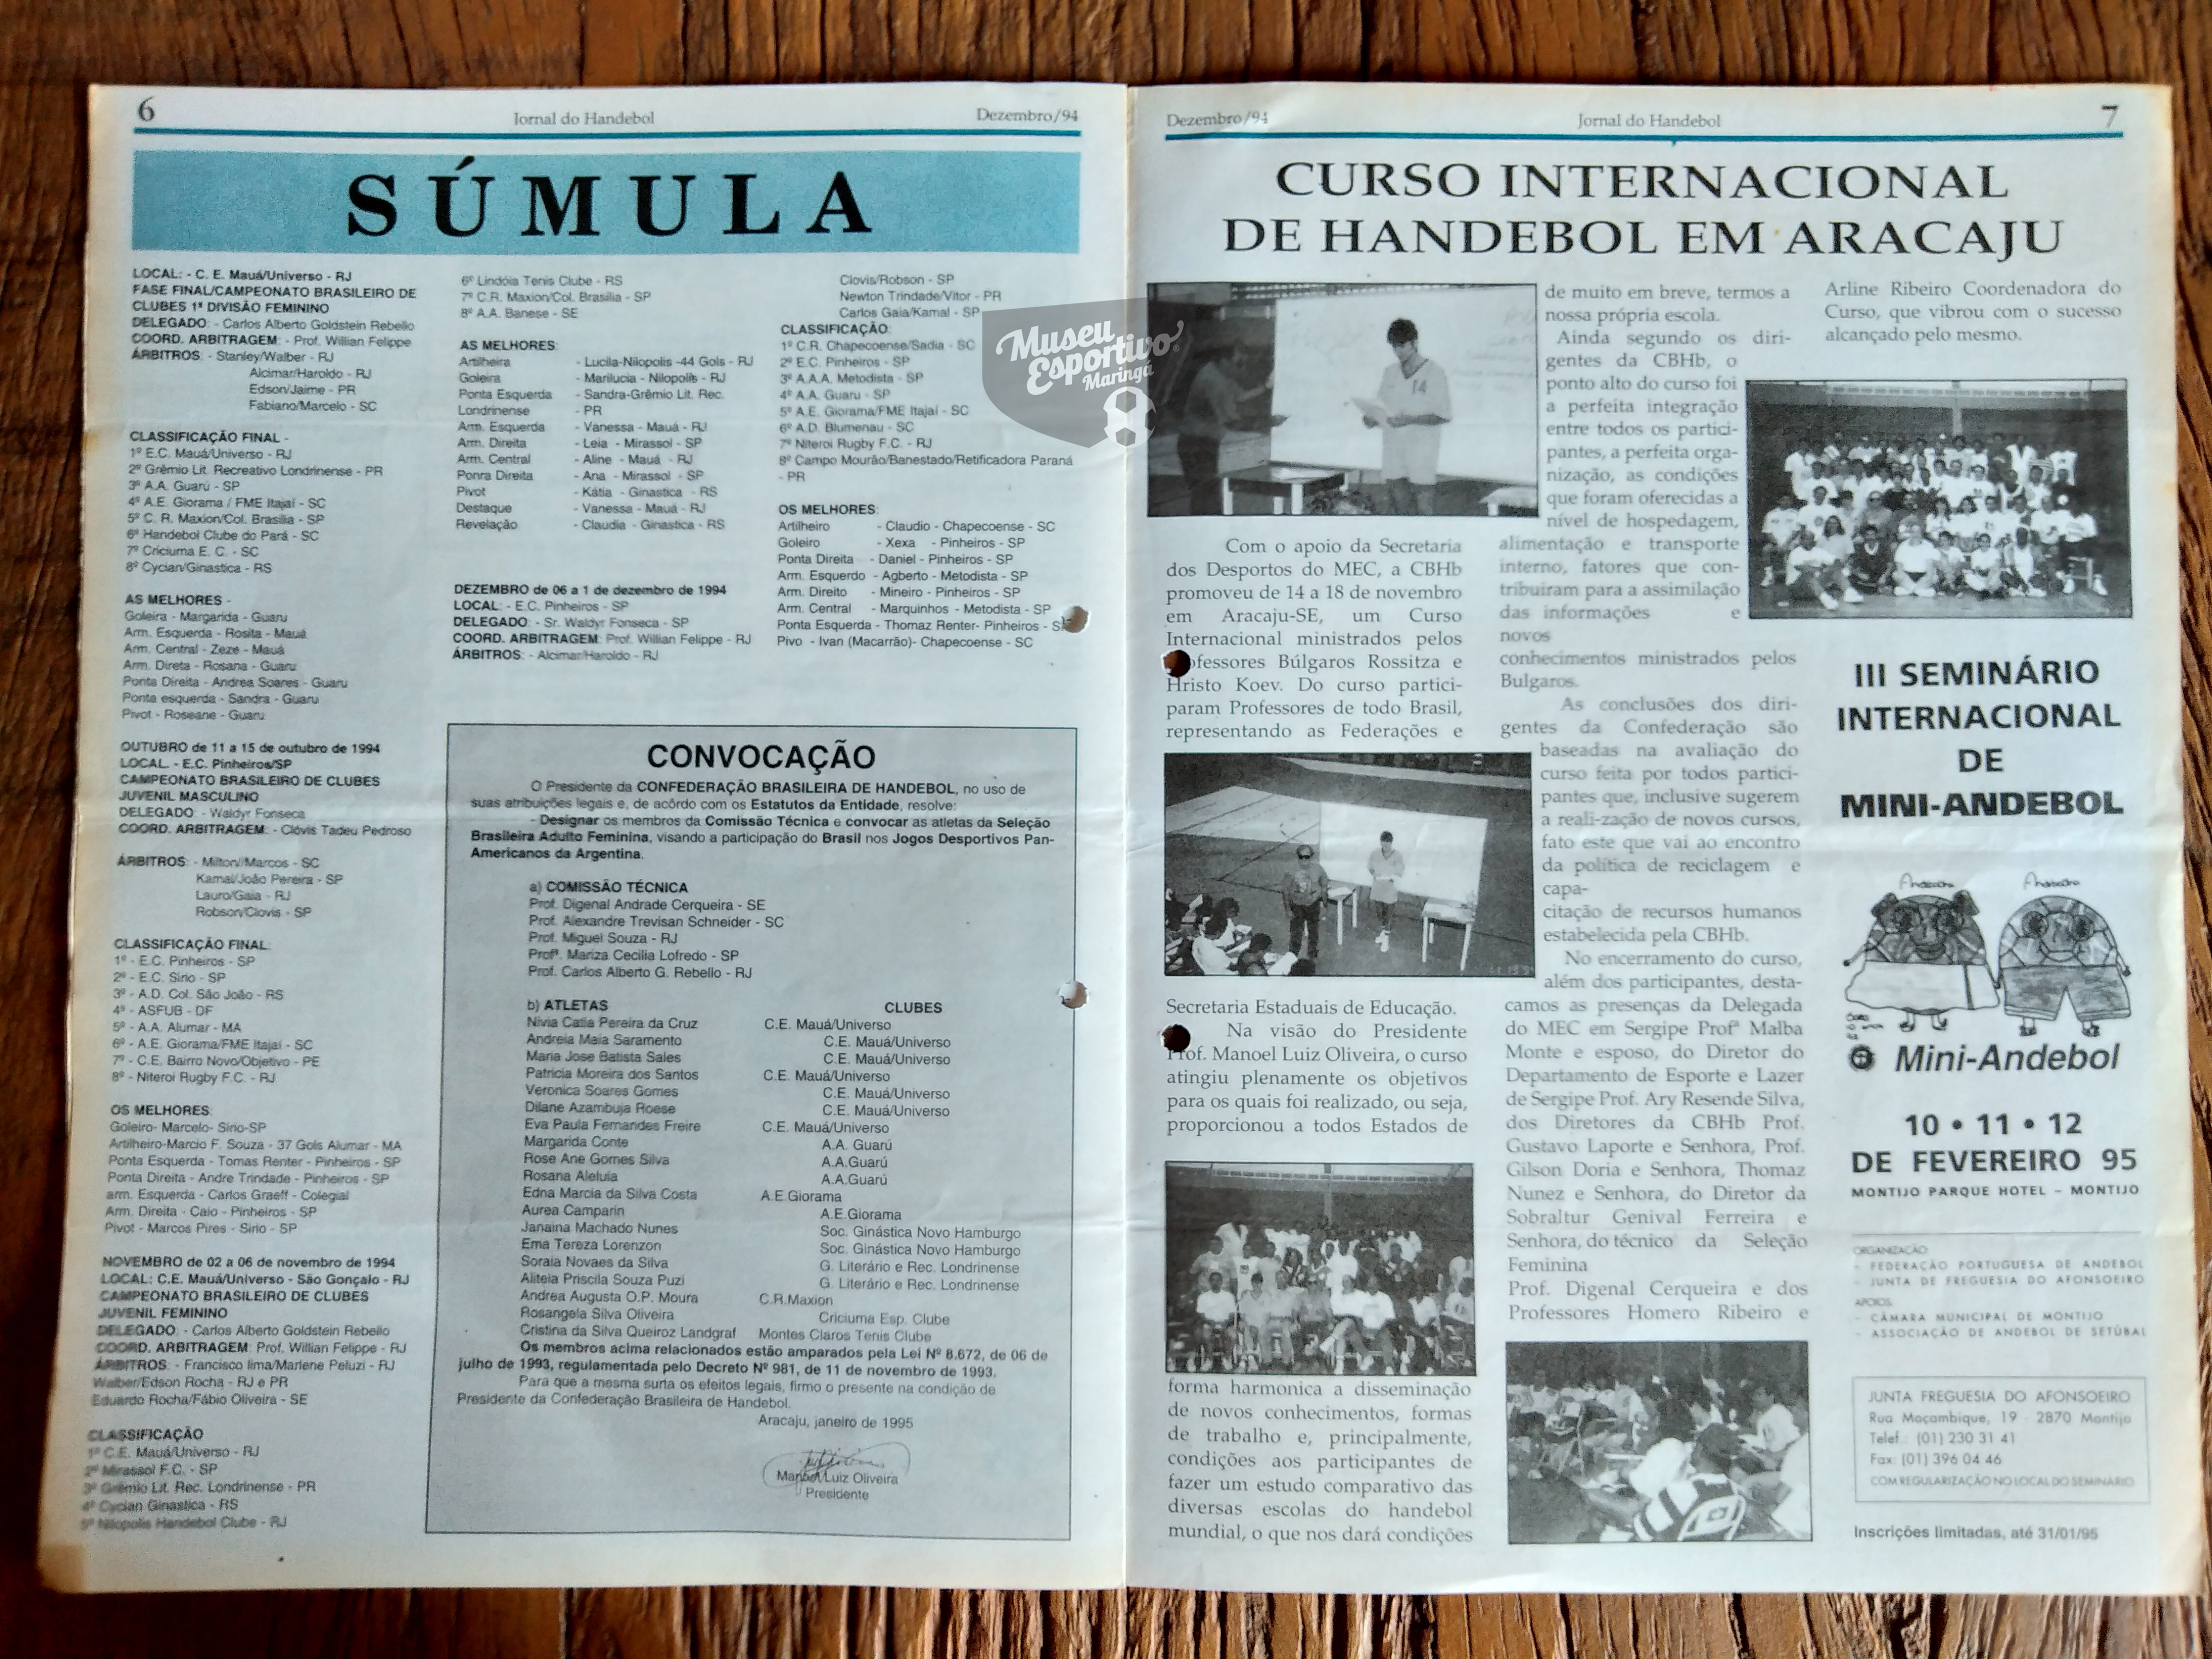 6
Jornal do Handebol
Dezembro/94
SÚMULA
LOCAL: - C. E. Mauá/Universo - RJ
FASE FINAL/CAMPEONATO BRASILEIRO DE
CLUBES 1ª DIVISÃO FEMININO
DELEGADO: - Carlos Alberto Goldstein Rebello
COORD. ARBITRAGEM: - Prof. Willian Felippe
ÁRBITROS: - Stanley/Walber - RJ
Alcimar/Haroldo - RJ
Edson/Jaime - PR
Fabiano/Marcelo - SC
CLASSIFICAÇÃO FINAL -
1º E.C. Mauá/Universo - RJ
2º Grêmio Lit. Recreativo Londrinense - PR
3º A.A. Guaru - SP
4º A.E. Giorama / FME Itajaí - SC
5º C. R. Maxion/Col. Brasilia - SP
6º Handebol Clube do Pará - SC
7º Criciuma E. C. - SC
8º Cycian/Ginastica - RS
AS MELHORES -
Goleira - Margarida - Guaru
Arm. Esquerda - Rosita - Mauá
Arm. Central - Zeze - Mauá
Arm. Direta - Rosana - Guaru
Ponta Direita - Andrea Soares - Guaru
Ponta esquerda - Sandra - Guaru
Pivot - Roseane - Guaru
OUTUBRO de 11 a 15 de outubro de 1994
LOCAL. - E.C. Pinheiros/SP
CAMPEONATO BRASILEIRO DE CLUBES
JUVENIL MASCULINO
DELEGADO: - Waldyr Fonseca
COORD. ARBITRAGEM: - Clóvis Tadeu Pedroso
ÁRBITROS: - Milton/Marcos - SC
Kamal/João Pereira - SP
Lauro/Gaia - RJ
Robson/Clovis - SP
CLASSIFICAÇÃO FINAL:
1º - E.C. Pinheiros - SP
2º - E.C. Sirio - SP
3º - A.D. Col. São João - RS
4º - ASFUB - DF
5º - A.A. Alumar - MA
6º - A.E. Giorama/FME Itajaí - SC
7º - C.E. Bairro Novo/Objetivo - PE
8º - Niteroi Rugby F.C. - RJ
OS MELHORES:
Goleiro- Marcelo- Sirio-SP
Artilheiro-Marcio F. Souza - 37 Gols Alumar - MA
Ponta Esquerda - Tomas Renter - Pinheiros - SP
Ponta Direita - Andre Trindade - Pinheiros - SP
arm. Esquerda - Carlos Graeff - Colegial
Arm. Direita - Caio - Pinheiros - SP
Pivot - Marcos Pires - Sirio - SP
NOVEMBRO de 02 a 06 de novembro de 1994
LOCAL: C.E. Mauá/Universo - São Gonçalo - RJ
CAMPEONATO BRASILEIRO DE CLUBES
JUVENIL FEMININO
DELEGADO: - Carlos Alberto Goldstein Rebello
COORD. ARBITRAGEM: Prof. Willian Felippe - RJ
ÁRBITROS: - Francisco lima/Marlene Peluzi - RJ
Walber/Edson Rocha - RJ e PR
Eduardo Rocha/Fábio Oliveira - SE
CLASSIFICAÇÃO
1º C.E. Mauá/Universo - RJ
2º Mirassol F.C. - SP
3º Grêmio Lit. Rec. Londrinense - PR
4º Cycian Ginastica - RS
5º Nilopolis Handebol Clube - RJ
6º Lindóia Tenis Clube - RS
7º C.R. Maxion/Col. Brasilia - SP
8º A.A. Banese - SE
AS MELHORES:
Artilheira - Lucila-Nilopolis -44 Gols - RJ
Goleira - Marilucia - Nilopolis - RJ
Ponta Esquerda - Sandra-Grêmio Lit. Rec.
Londrinense - PR
Arm. Esquerda - Vanessa - Mauá - RJ
Arm. Direita - Leia - Mirassol - SP
Arm. Central - Aline - Mauá - RJ
Ponra Direita - Ana - Mirassol - SP
Pivot - Kátia - Ginastica - RS
Destaque - Vanessa - Mauá - RJ
Revelação - Claudia - Ginastica - RS
DEZEMBRO de 06 a 1 de dezembro de 1994
LOCAL: - E.C. Pinheiros - SP
DELEGADO: - Sr. Waldyr Fonseca - SP
COORD. ARBITRAGEM: Prof. Willian Felippe - RJ
ÁRBITROS: - Alcimar/Haroldo - RJ
Clovis/Robson - SP
Newton Trindade/Vitor - PR
Carlos Gaia/Kamal - SP
CLASSIFICAÇÃO:
1º C.R. Chapecoense/Sadia - SC
2º E.C. Pinheiros - SP
3º A.A.A. Metodista - SP
4º A.A. Guaru - SP
5º A.E. Giorama/FME Itajaí - SC
6º A.D. Blumenau - SC
7º Niteroi Rugby F.C. - RJ
8º Campo Mourão/Banestado/Retificadora Paraná
- PR
OS MELHORES:
Artilheiro - Claudio - Chapecoense - SC
Goleiro - Xexa - Pinheiros - SP
Ponta Direita - Daniel - Pinheiros - SP
Arm. Esquerdo - Agberto - Metodista - SP
Arm. Direito - Mineiro - Pinheiros - SP
Arm. Central - Marquinhos - Metodista - SP
Ponta Esquerda - Thomaz Renter- Pinheiros - S
Pivo - Ivan (Macarrão)- Chapecoense - SC
CONVOCAÇÃO
O Presidente da CONFEDERAÇÃO BRASILEIRA DE HANDEBOL, no uso de
suas atribuições legais e, de acôrdo com os Estatutos da Entidade, resolve:
- Designar os membros da Comissão Técnica e convocar as atletas da Seleção
Brasileira Adulto Feminina, visando a participação do Brasil nos Jogos Desportivos Pan-
Americanos da Argentina.
a) COMISSÃO TÉCNICA
Prof. Digenal Andrade Cerqueira - SE
Prof. Alexandre Trevisan Schneider - SC
Prof. Miguel Souza - RJ
Profª. Mariza Cecilia Lofredo - SP
Prof. Carlos Alberto G. Rebello - RJ
b) ATLETAS CLUBES
Nivia Catia Pereira da Cruz C.E. Mauá/Universo
Andreia Maia Saramento C.E. Mauá/Universo
Maria Jose Batista Sales C.E. Mauá/Universo
Patricia Moreira dos Santos C.E. Mauá/Universo
Veronica Soares Gomes C.E. Mauá/Universo
Dilane Azambuja Roese C.E. Mauá/Universo
Eva Paula Fernandes Freire C.E. Mauá/Universo
Margarida Conte A.A. Guarú
Rose Ane Gomes Silva A.A.Guarú
Rosana Aleluia A.A.Guarú
Edna Marcia da Silva Costa A.E.Giorama
Aurea Camparin A.E.Giorama
Janaina Machado Nunes Soc. Ginástica Novo Hamburgo
Ema Tereza Lorenzon Soc. Ginástica Novo Hamburgo
Soraia Novaes da Silva G. Literário e Rec. Londrinense
Aliteia Priscila Souza Puzi G. Literário e Rec. Londrinense
Andrea Augusta O.P. Moura C.R.Maxion
Rosangela Silva Oliveira Criciuma Esp. Clube
Cristina da Silva Queiroz Landgraf Montes Claros Tenis Clube
Os membros acima relacionados estão amparados pela Lei Nº 8.672, de 06 de
julho de 1993, regulamentada pelo Decreto Nº 981, de 11 de novembro de 1993.
Para que a mesma surta os efeitos legais, firmo o presente na condição de
Presidente da Confederação Brasileira de Handebol.
Aracaju, janeiro de 1995
Manoel Luiz Oliveira
Presidente
Museu
Esportivo
Maringá
Dezembro/94
Jornal do Handebol
7
CURSO INTERNACIONAL
DE HANDEBOL EM ARACAJU
14
Com o apoio da Secretaria
dos Desportos do MEC, a CBHb
promoveu de 14 a 18 de novembro
em Aracaju-SE, um Curso
Internacional ministrados pelos
ofessores Búlgaros Rossitza e
Hristo Koev. Do curso partici-
param Professores de todo Brasil,
representando as Federações e
Secretaria Estaduais de Educação.
Na visão do Presidente
Prof. Manoel Luiz Oliveira, o curso
atingiu plenamente os objetivos
para os quais foi realizado, ou seja,
proporcionou a todos Estados de
forma harmonica a disseminação
de novos conhecimentos, formas
de trabalho e, principalmente,
condições aos participantes de
fazer um estudo comparativo das
diversas escolas do handebol
mundial, o que nos dará condições
de muito em breve, termos a
nossa própria escola.
Ainda segundo os diri-
gentes da CBHb, o
ponto alto do curso foi
a perfeita integração
entre todos os partici-
pantes, a perfeita orga-
nização, as condições
que foram oferecidas a
nível de hospedagem,
alimentação e transporte
interno, fatores que con-
tribuiram para a assimilação
das informações e
novos
conhecimentos ministrados pelos
Bulgaros.
As conclusões dos diri-
gentes da Confederação são
baseadas na avaliação do
curso feita por todos partici-
pantes que, inclusive sugerem
a reali-zação de novos cursos,
fato este que vai ao encontro
da política de reciclagem e
capa-
citação de recursos humanos
estabelecida pela CBHb.
No encerramento do curso,
além dos participantes, desta-
camos as presenças da Delegada
do MEC em Sergipe Profª Malba
Monte e esposo, do Diretor do
Departamento de Esporte e Lazer
de Sergipe Prof. Ary Resende Silva,
dos Diretores da CBHb Prof.
Gustavo Laporte e Senhora, Prof.
Gilson Doria e Senhora, Thomaz
Nunez e Senhora, do Diretor da
Sobraltur Genival Ferreira e
Senhora, do técnico da Seleção
Feminina
Prof. Digenal Cerqueira e dos
Professores Homero Ribeiro e
Arline Ribeiro Coordenadora do
Curso, que vibrou com o sucesso
alcançado pelo mesmo.
III SEMINÁRIO
INTERNACIONAL
DE
MINI-ANDEBOL
Mini-Andebol
10 • 11 • 12
DE FEVEREIRO 95
MONTIJO PARQUE HOTEL - MONTIJO
ORGANIZAÇÃO
- FEDERAÇÃO PORTUGUESA DE ANDEBOL
- JUNTA DE FREGUESIA DO AFONSOEIRO
APOIOS
- CÂMARA MUNICIPAL DE MONTIJO
- ASSOCIAÇÃO DE ANDEBOL DE SETÚBAL
JUNTA FREGUESIA DO AFONSOEIRO
Rua Moçambique, 19 - 2870 Montijo
Telef.: (01) 230 31 41
Fax: (01) 396 04 46
COM REGULARIZAÇÃO NO LOCAL DO SEMINÁRIO
Inscrições limitadas, até 31/01/95